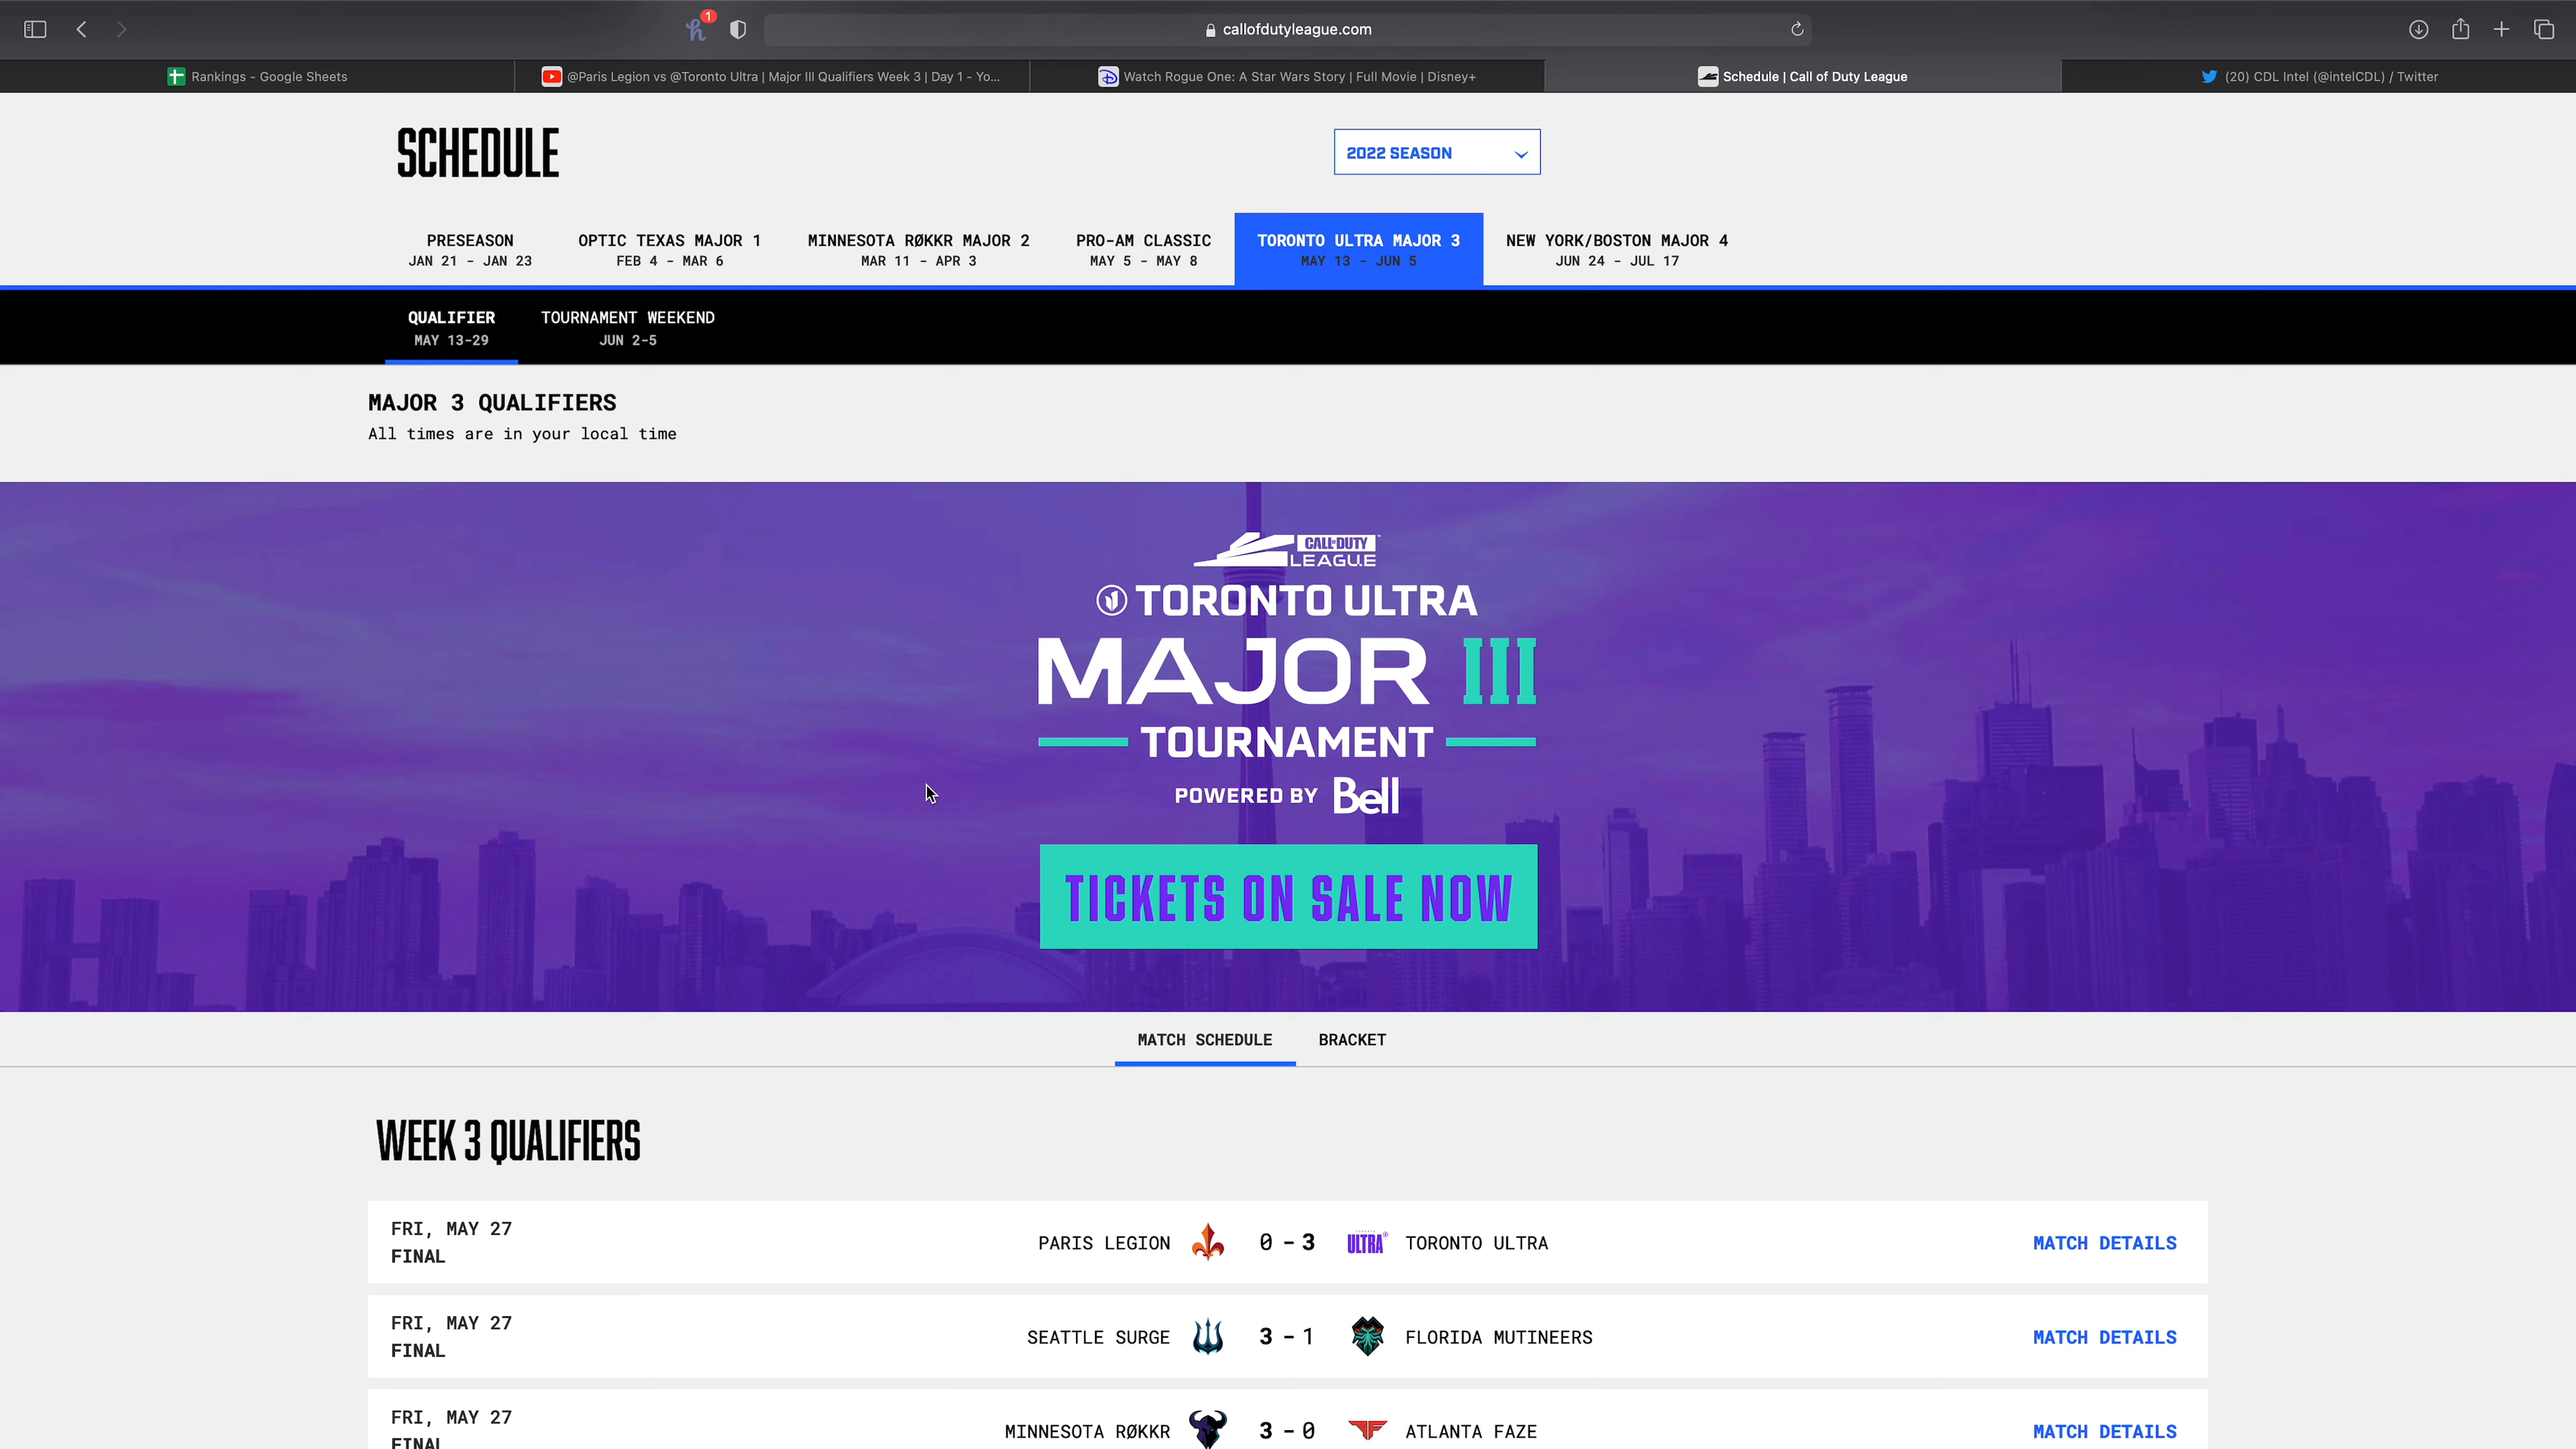 1
callofdutyleague.com
Rankings - Google Sheets
@Paris Legion vs @Toronto Ultra | Major III Qualifiers Week 3 | Day 1 - Yo...
Watch Rogue One: A Star Wars Story | Full Movie | Disney+
Schedule | Call of Duty League
(20) CDL Intel (@intelCDL) / Twitter
SCHEDULE
2022 SEASON
PRESEASON
JAN 21 - JAN 23
OPTIC TEXAS MAJOR 1
FEB 4 - MAR 6
MINNESOTA RØKKR MAJOR 2
MAR 11 - APR 3
PRO-AM CLASSIC
MAY 5 - MAY 8
TORONTO ULTRA MAJOR 3
MAY 13 - JUN 5
NEW YORK/BOSTON MAJOR 4
JUN 24 - JUL 17
QUALIFIER
MAY 13-29
TOURNAMENT WEEKEND
JUN 2-5
MAJOR 3 QUALIFIERS
All times are in your local time
CALL OF DUTY
LEAGUE
TORONTO ULTRA
MAJOR III
TOURNAMENT
POWERED BY Bell
TICKETS ON SALE NOW
MATCH SCHEDULE
BRACKET
WEEK 3 QUALIFIERS
FRI, MAY 27
FINAL
PARIS LEGION 0 - 3 ULTRA TORONTO ULTRA
MATCH DETAILS
FRI, MAY 27
FINAL
SEATTLE SURGE 3 - 1 FLORIDA MUTINEERS
MATCH DETAILS
FRI, MAY 27
FINAL
MINNESOTA RØKKR 3 - 0 ATLANTA FAZE
MATCH DETAILS